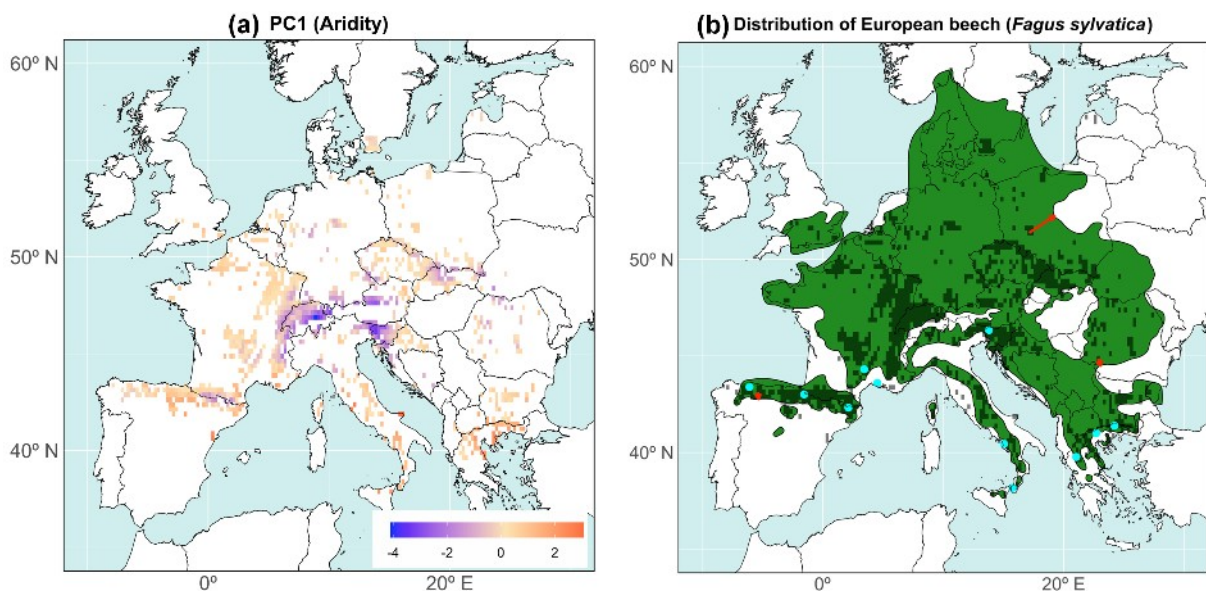 (a) PC1 (Aridity)
60º N
50º N
40º N
-4 -2 0 2
0º 20º E
(b) Distribution of European beech (Fagus sylvatica)
60º N
50º N
40º N
0º 20º E